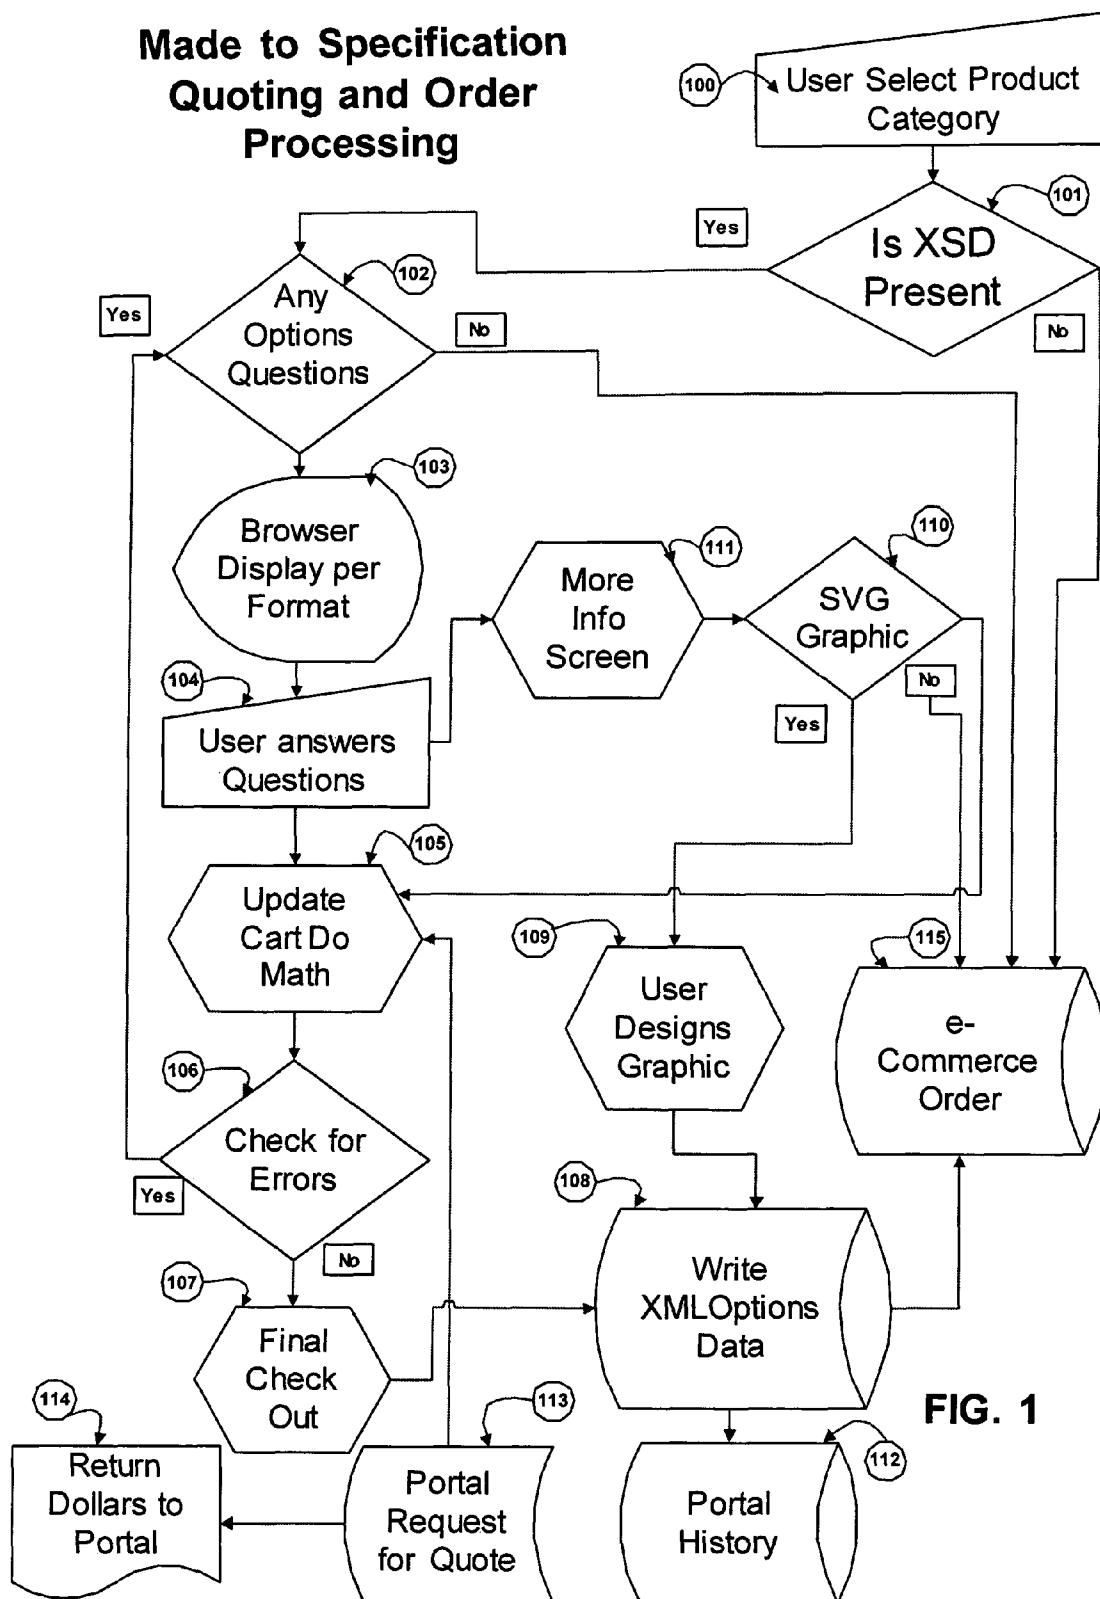 Made to Specification
Quoting and Order
Processing
100
User Select Product
Category
101
Yes
Is XSD
Present
No
102
Any
Options
Questions
Yes
No
103
Browser
Display per
Format
111
More
Info
Screen
110
SVG
Graphic
No
Yes
104
User answers
Questions
105
Update
Cart Do
Math
109
User
Designs
Graphic
115
e-
Commerce
Order
106
Check for
Errors
Yes
No
108
Write
XMLOptions
Data
107
Final
Check
Out
FIG. 1
114
Return
Dollars to
Portal
113
Portal
Request
for Quote
112
Portal
History